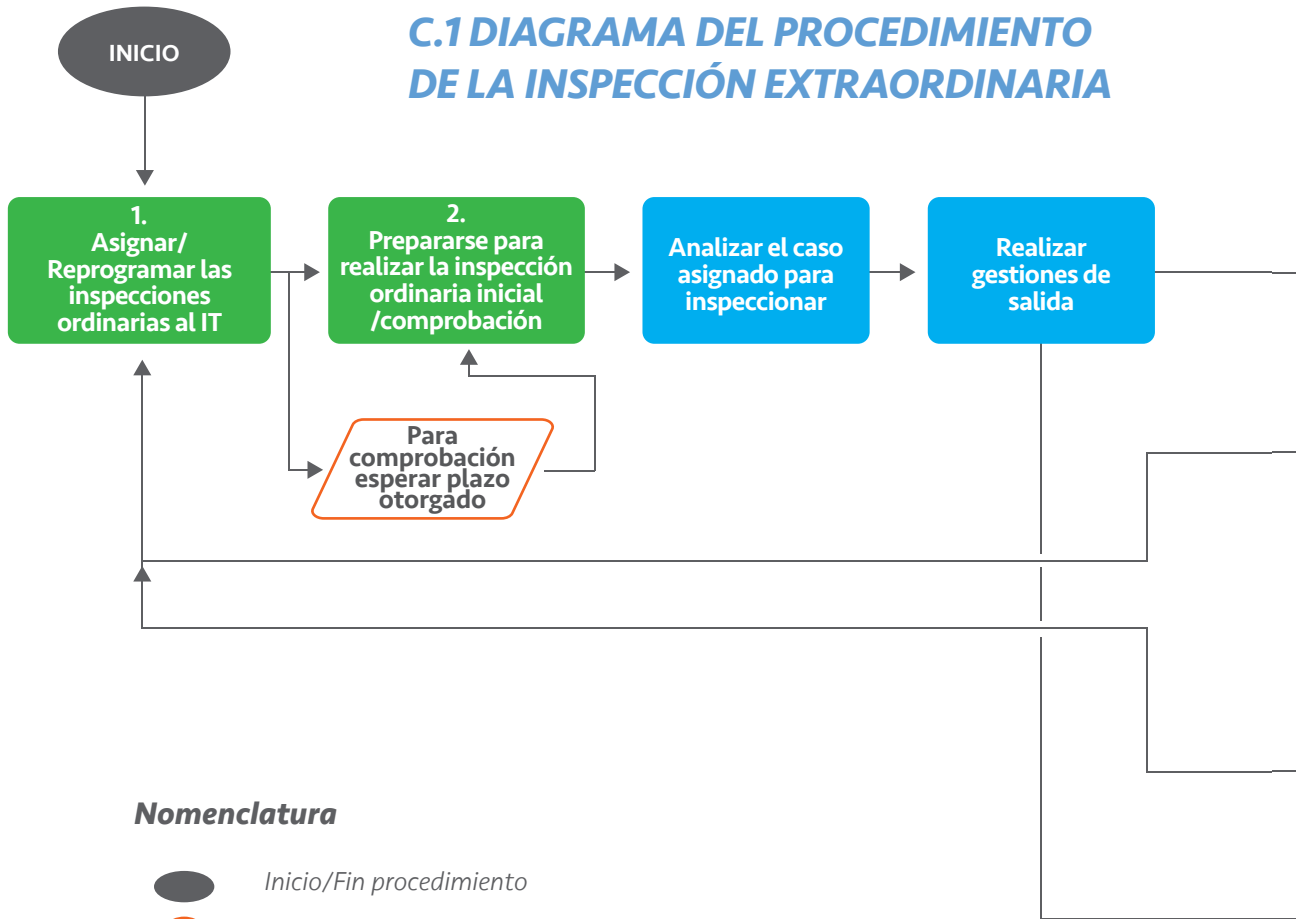 C.1 DIAGRAMA DEL PROCEDIMIENTO
DE LA INSPECCIÓN EXTRAORDINARIA
INICIO
1.
Asignar/
Reprogramar las
inspecciones
ordinarias al IT
2.
Prepararse para
realizar la inspección
ordinaria inicial
/comprobación
Analizar el caso
asignado para
inspeccionar
Realizar
gestiones de
salida
Para
comprobación
esperar plazo
otorgado
Nomenclatura
Inicio/Fin procedimiento